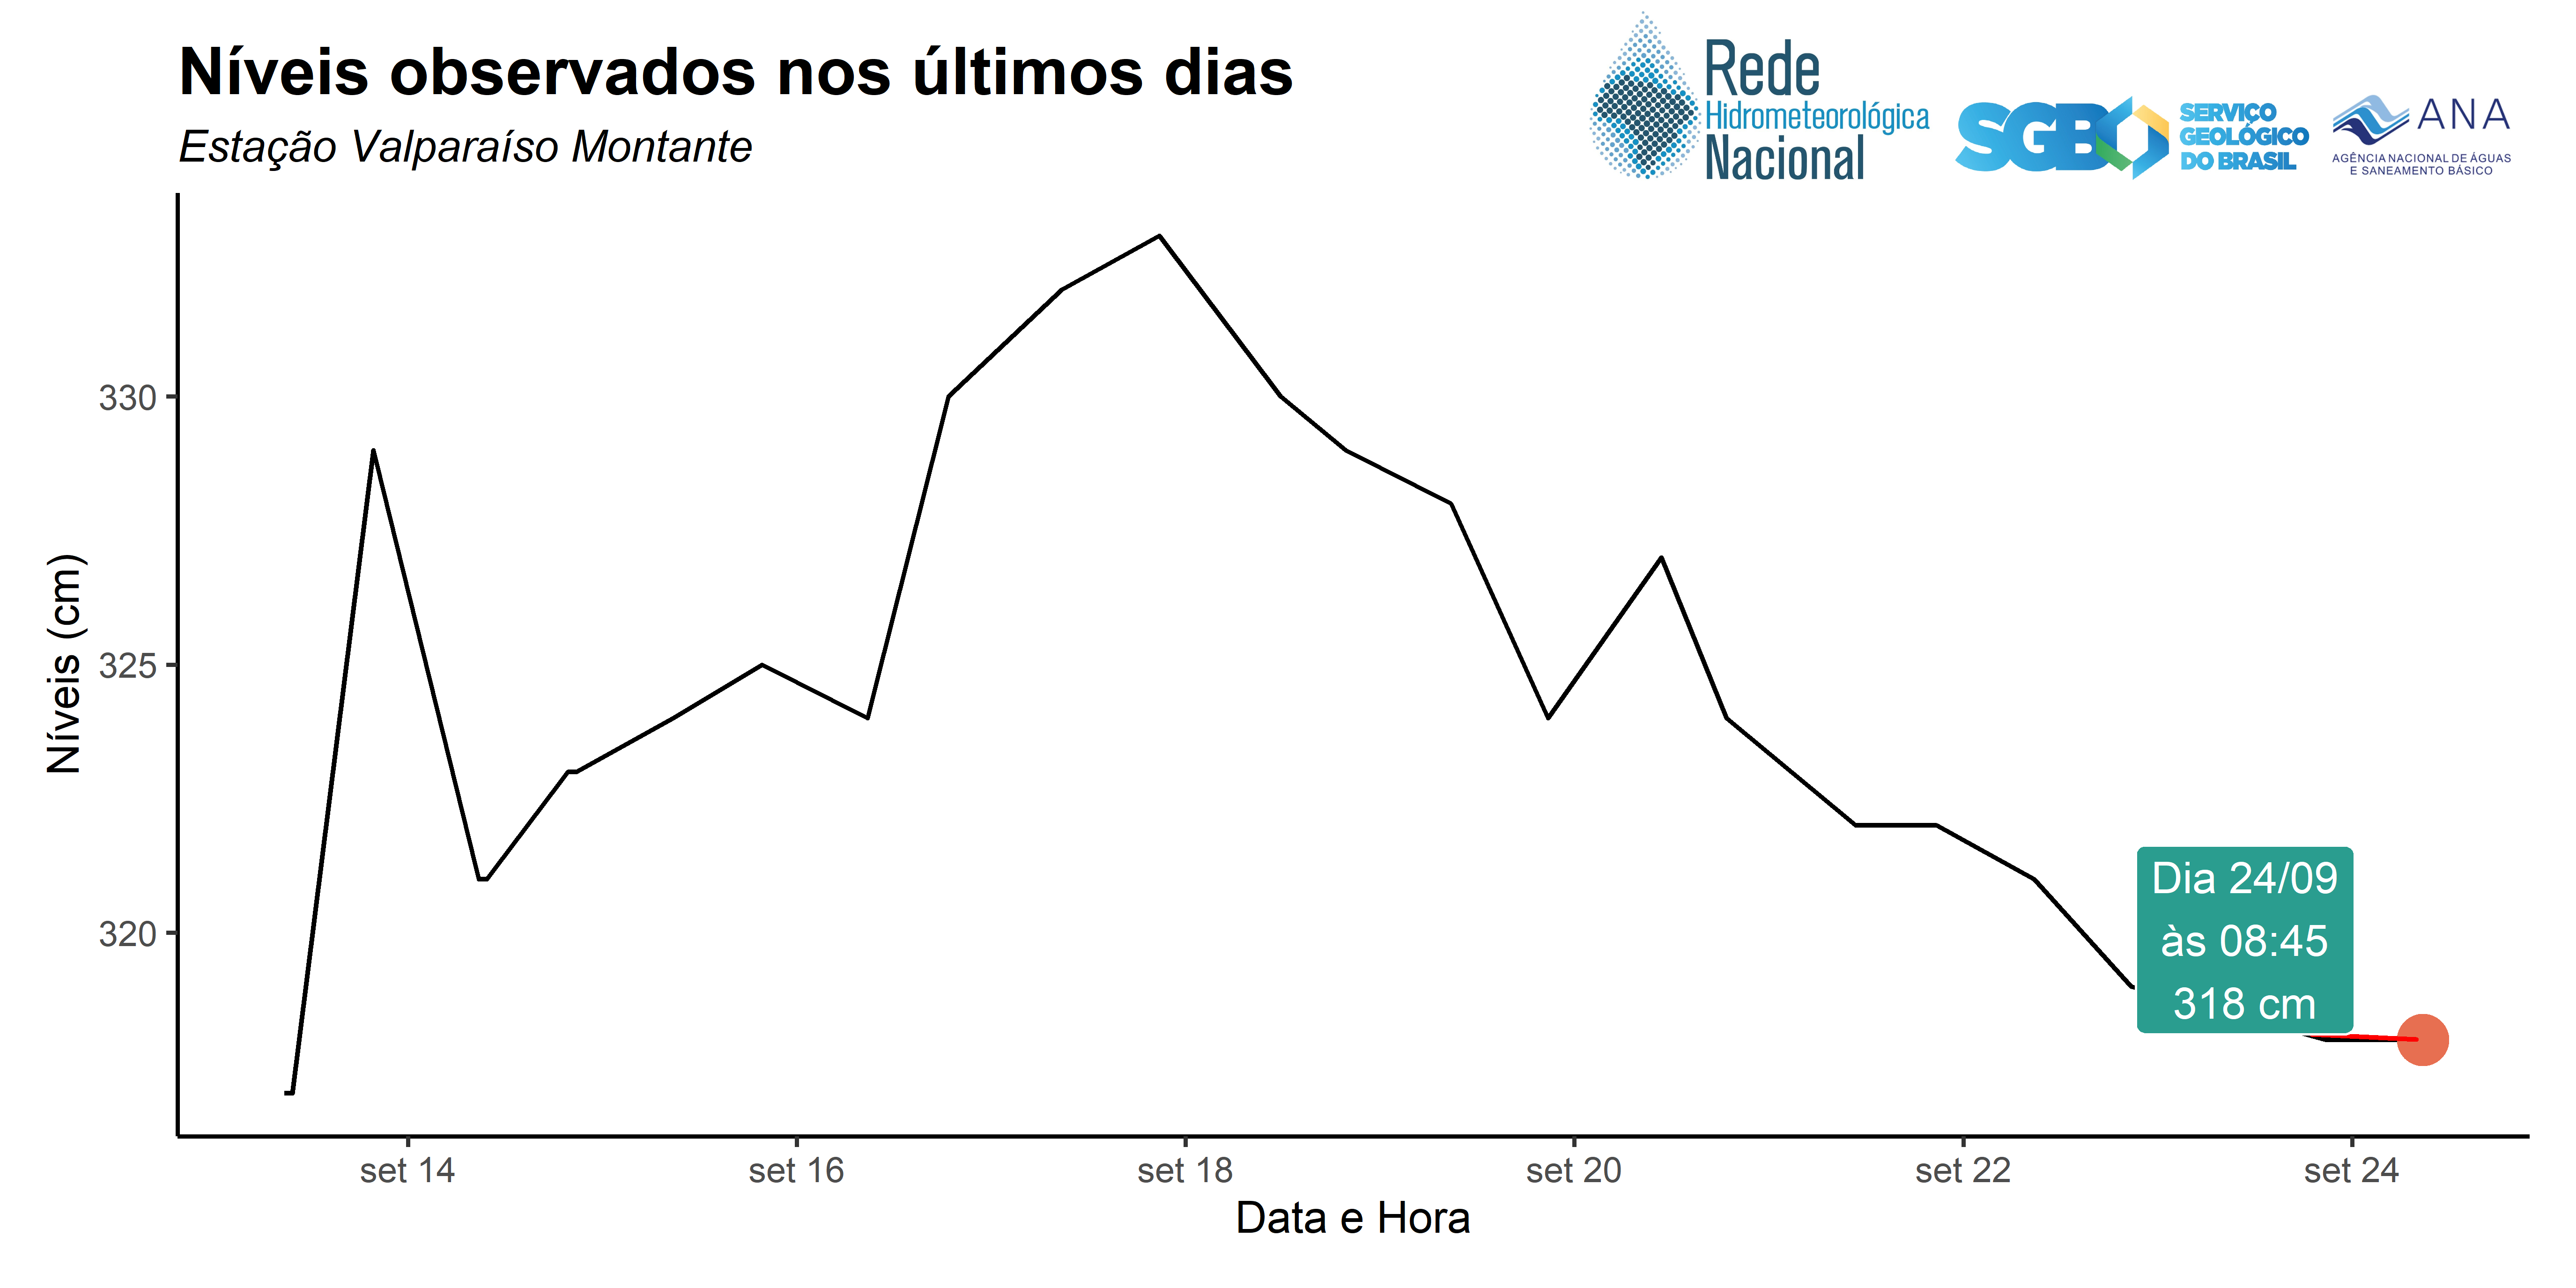 Níveis observados nos últimos dias
Estação Valparaíso Montante
Rede
Hidrometeorológica
Nacional
SGB
SERVIÇO
GEOLÓGICO
DO BRASIL
ANA
AGÊNCIA NACIONAL DE ÁGUAS
E SANEAMENTO BÁSICO
Níveis (cm)
330
325
320
Dia 24/09
às 08:45
318 cm
set 14
set 16
set 18
set 20
set 22
set 24
Data e Hora